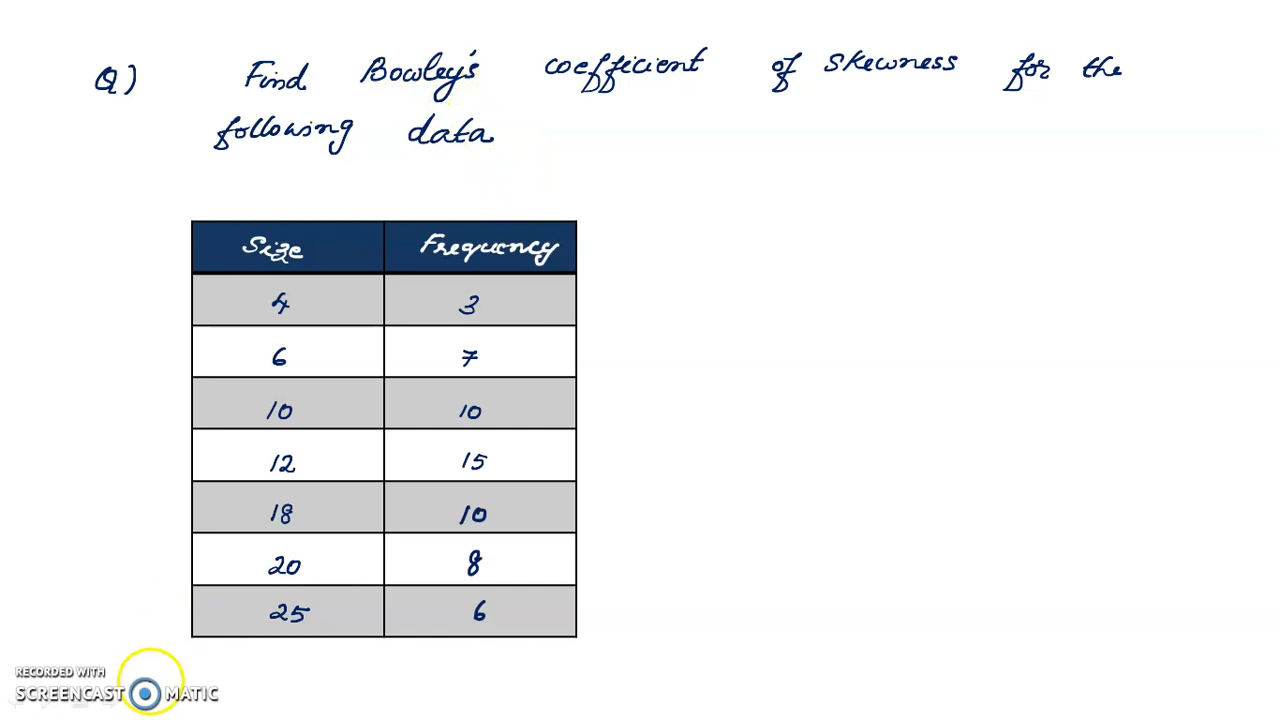 Q) Find Bowley's coefficient of skewness for the
following data
Size Frequency
4 3
6 7
10 10
12 15
18 10
20 8
25 6
RECORDED WITH
SCREENCAST MATIC